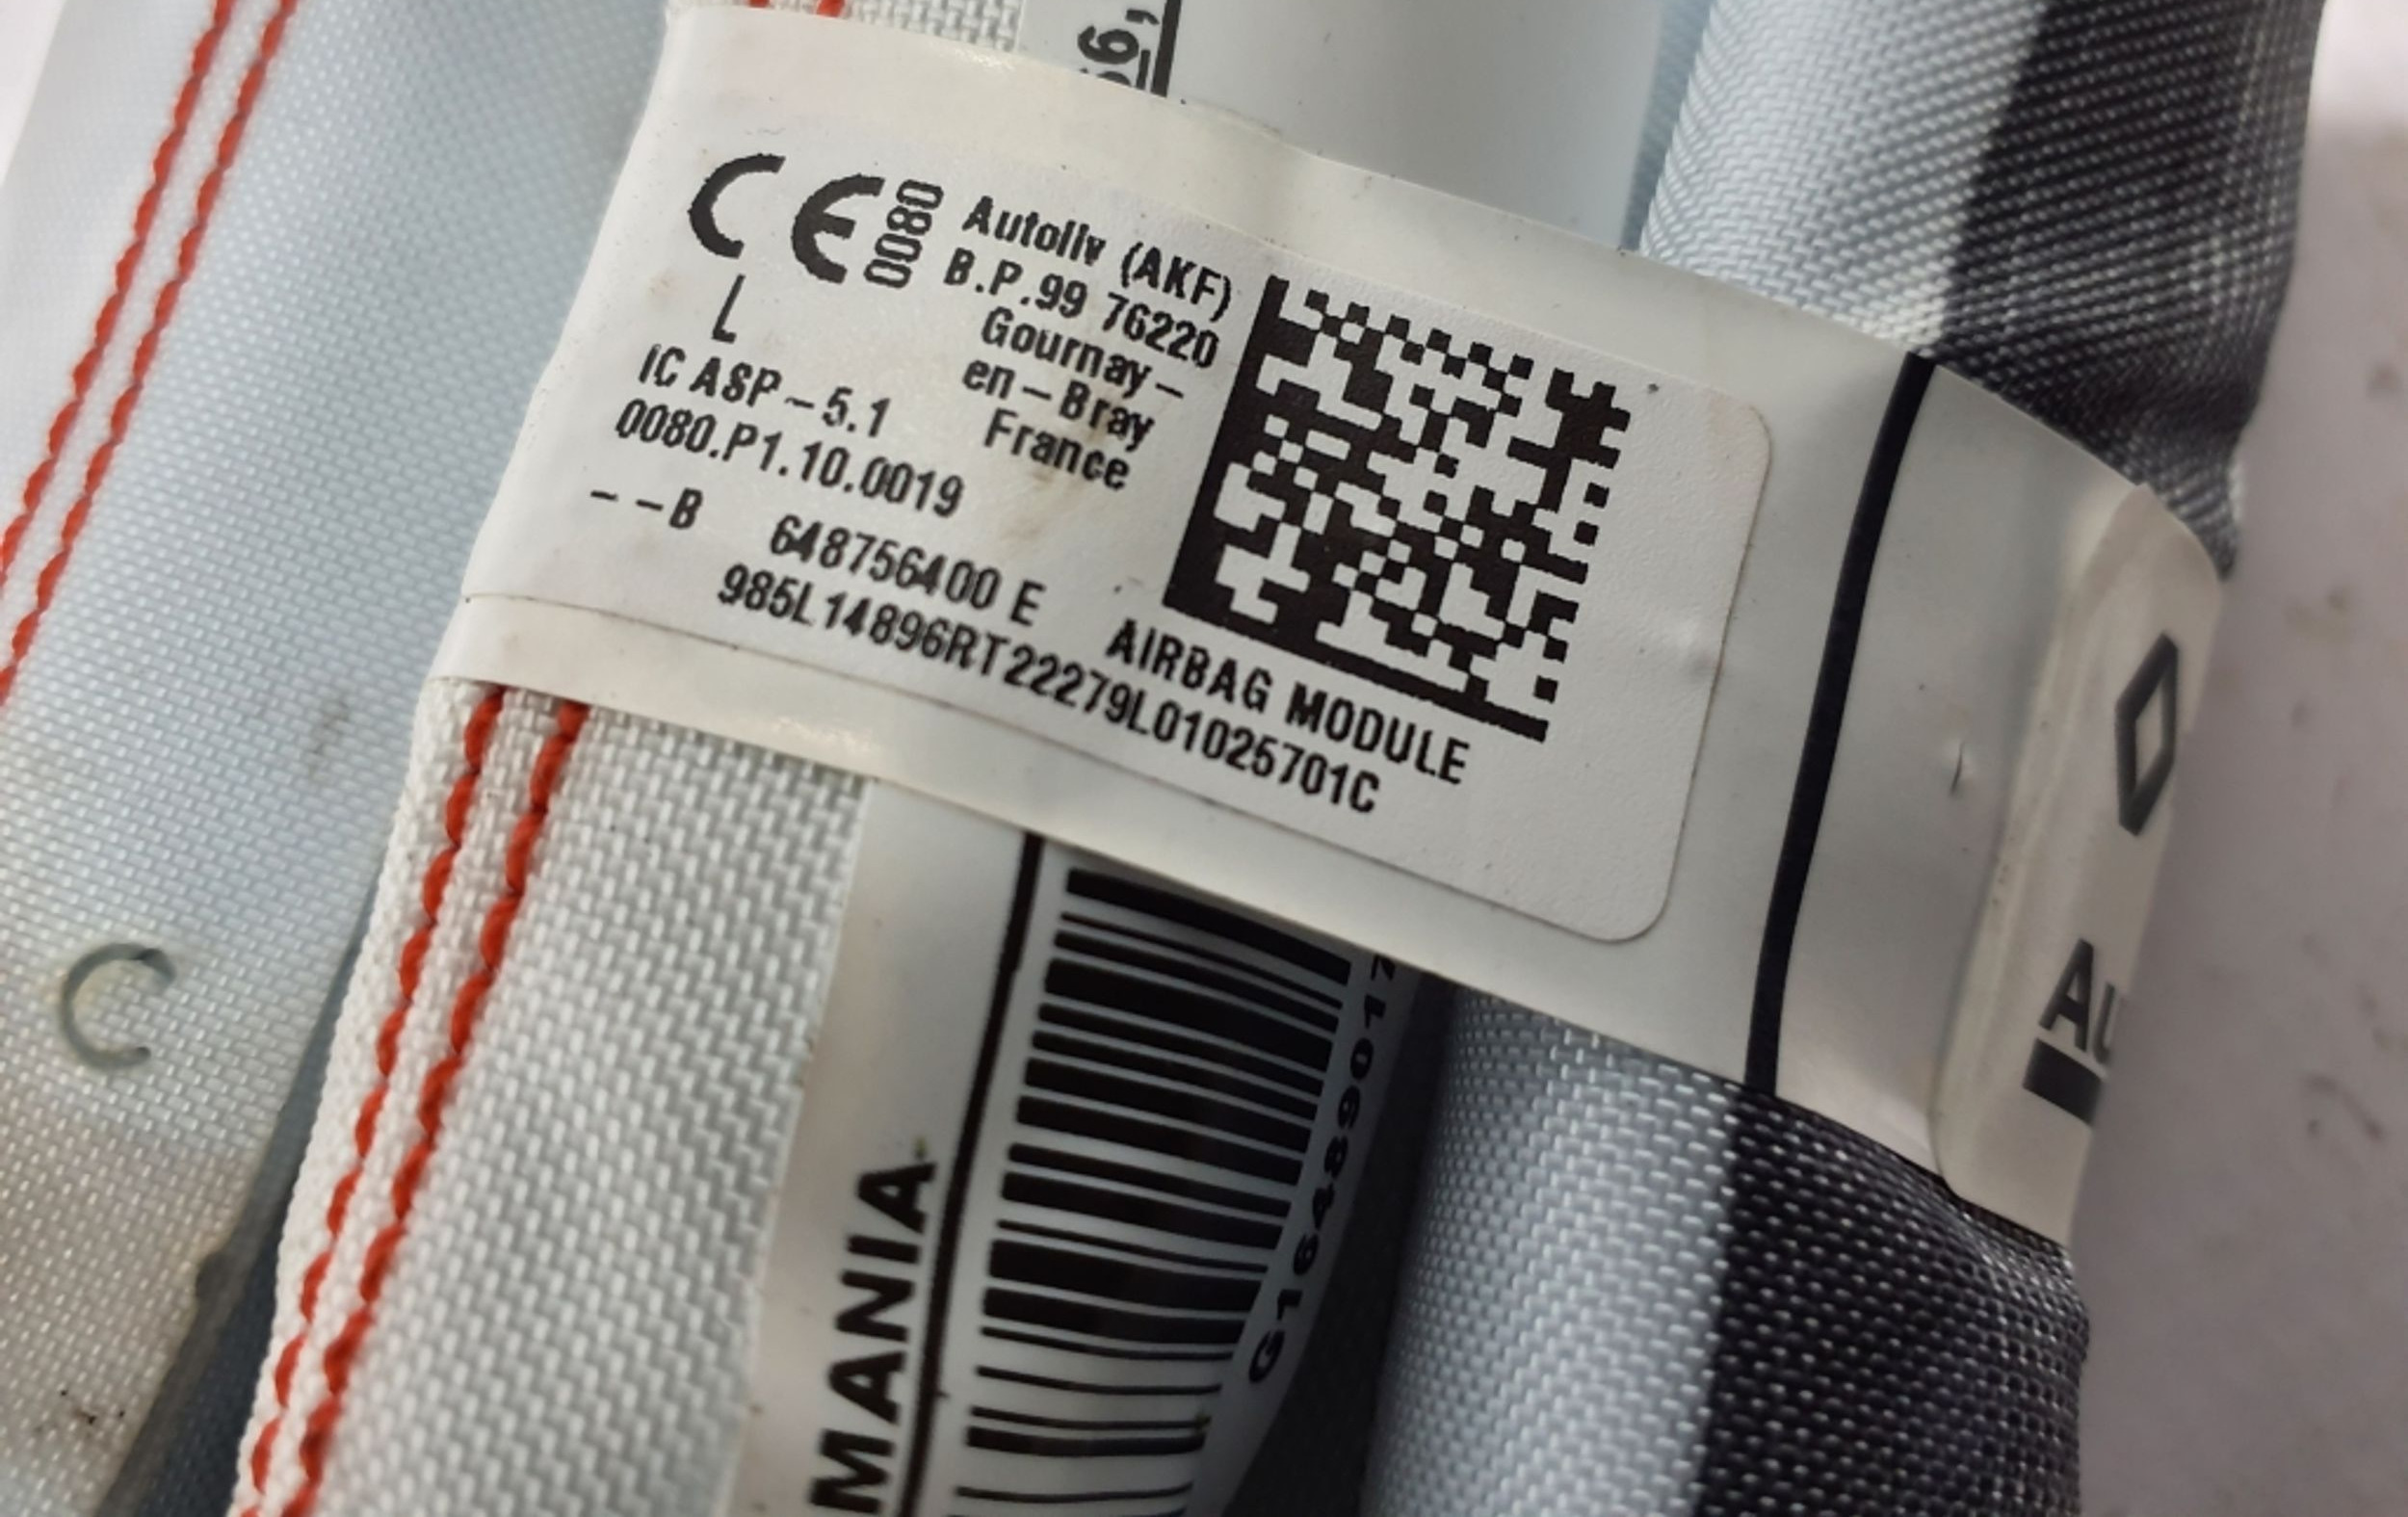 CE 0080
Autoliv (AKF)
B.P.99 76220
Gournay-
en-Bray
France
L
IC ASP-5.1
0080.P1.10.0019
--B 648756400 E
AIRBAG MODULE
985L14896RT22279L01025701C
C